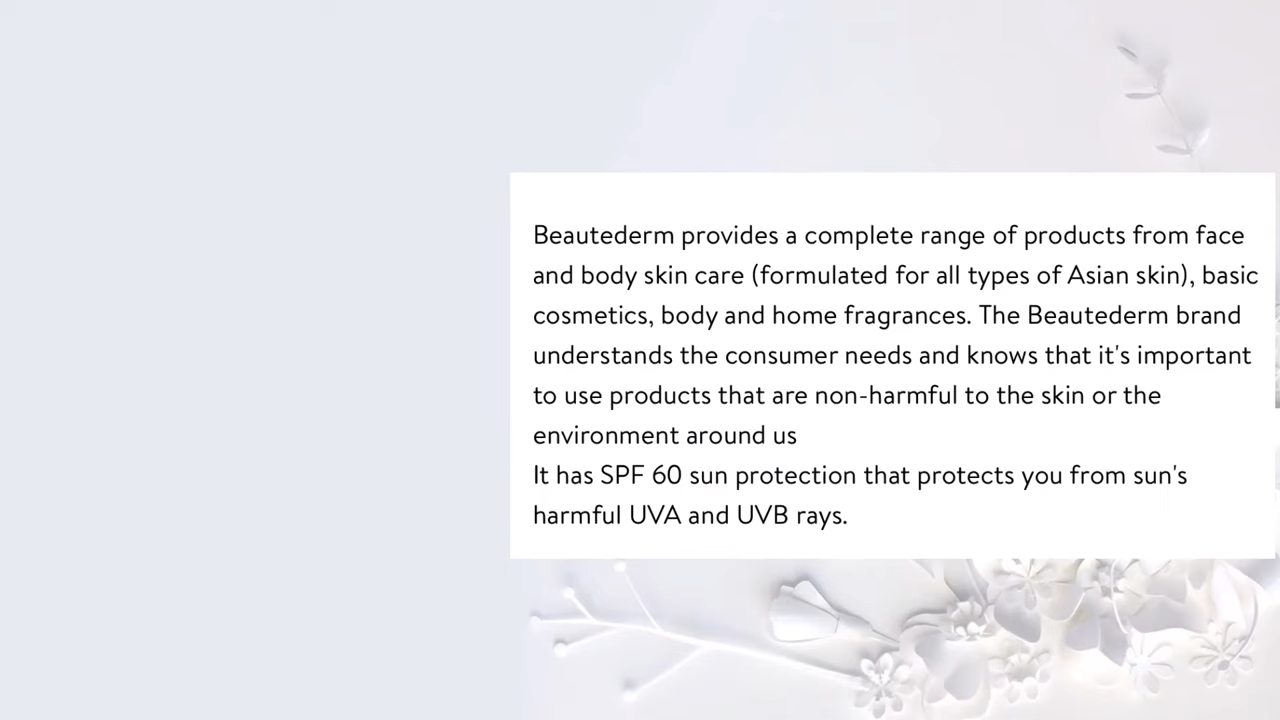 Beautederm provides a complete range of products from face
and body skin care (formulated for all types of Asian skin), basic
cosmetics, body and home fragrances. The Beautederm brand
understands the consumer needs and knows that it's important
to use products that are non-harmful to the skin or the
environment around us
It has SPF 60 sun protection that protects you from sun's
harmful UVA and UVB rays.